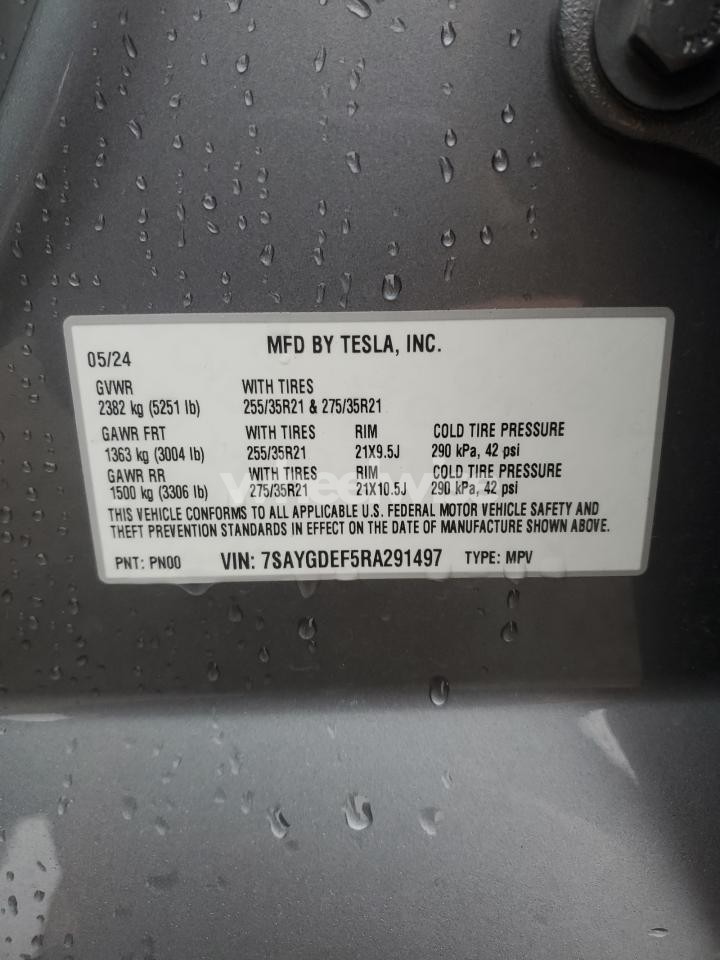 MFD BY TESLA, INC.
05/24
GVWR WITH TIRES
2382 kg (5251 lb) 255/35R21 & 275/35R21
GAWR FRT WITH TIRES RIM COLD TIRE PRESSURE
1363 kg (3004 lb) 255/35R21 21X9.5J 290 kPa, 42 psi
GAWR RR WITH TIRES RIM COLD TIRE PRESSURE
1500 kg (3306 lb) 275/35R21 21X10.5J 290 kPa, 42 psi
THIS VEHICLE CONFORMS TO ALL APPLICABLE U.S. FEDERAL MOTOR VEHICLE SAFETY AND
THEFT PREVENTION STANDARDS IN EFFECT ON THE DATE OF MANUFACTURE SHOWN ABOVE.
PNT: PN00 VIN: 7SAYGDEF5RA291497 TYPE: MPV